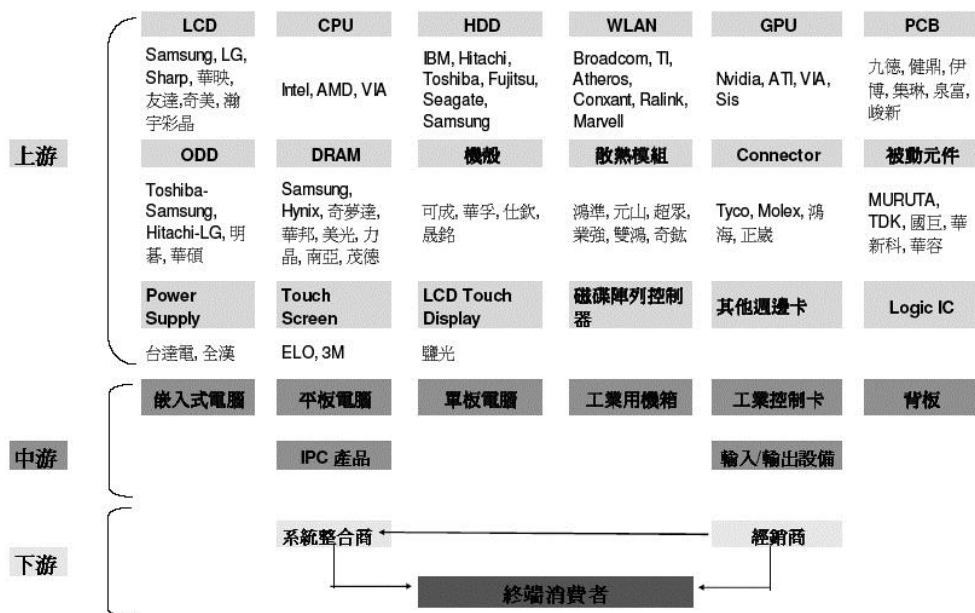 LCD
CPU
HDD
WLAN
GPU
PCB
Samsung, LG,
Sharp, 華映,
友達,奇美, 瀚
宇彩晶
Intel, AMD, VIA
IBM, Hitachi,
Toshiba, Fujitsu,
Seagate,
Samsung
Broadcom, TI,
Atheros,
Conxant, Ralink,
Marvell
Nvidia, ATI, VIA,
Sis
九德, 健鼎, 伊
博, 集琳, 泉富,
峻新
上游
ODD
DRAM
機殼
散熱模組
Connector
被動元件
Toshiba-
Samsung,
Hitachi-LG, 明
碁, 華碩
Samsung,
Hynix, 奇夢達,
華邦, 美光, 力
晶, 南亞, 茂德
可成, 華孚, 仕欽,
晟銘
鴻準, 元山, 超眾,
業強, 雙鴻, 奇鋐
Tyco, Molex, 鴻
海, 正崴
MURUTA,
TDK, 國巨, 華
新科, 華容
Power
Supply
Touch
Screen
LCD Touch
Display
磁碟陣列控制
器
其他週邊卡
Logic IC
台達電, 全漢
ELO, 3M
鹽光
嵌入式電腦
平板電腦
單板電腦
工業用機箱
工業控制卡
背板
中游
IPC 產品
輸入/輸出設備
系統整合商
經銷商
下游
終端消費者